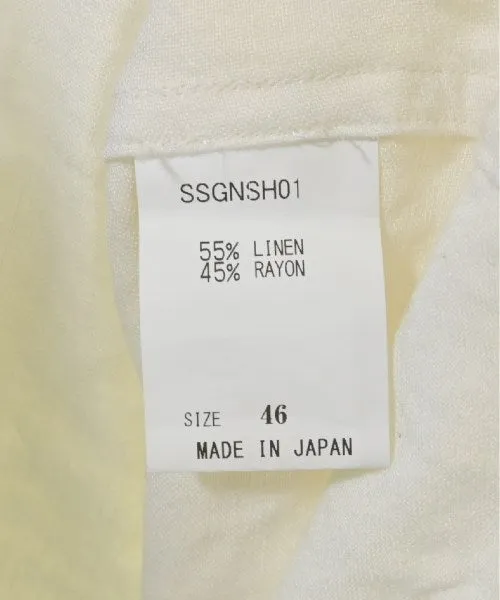 SSGNSH01
55% LINEN
45% RAYON
SIZE 46
MADE IN JAPAN